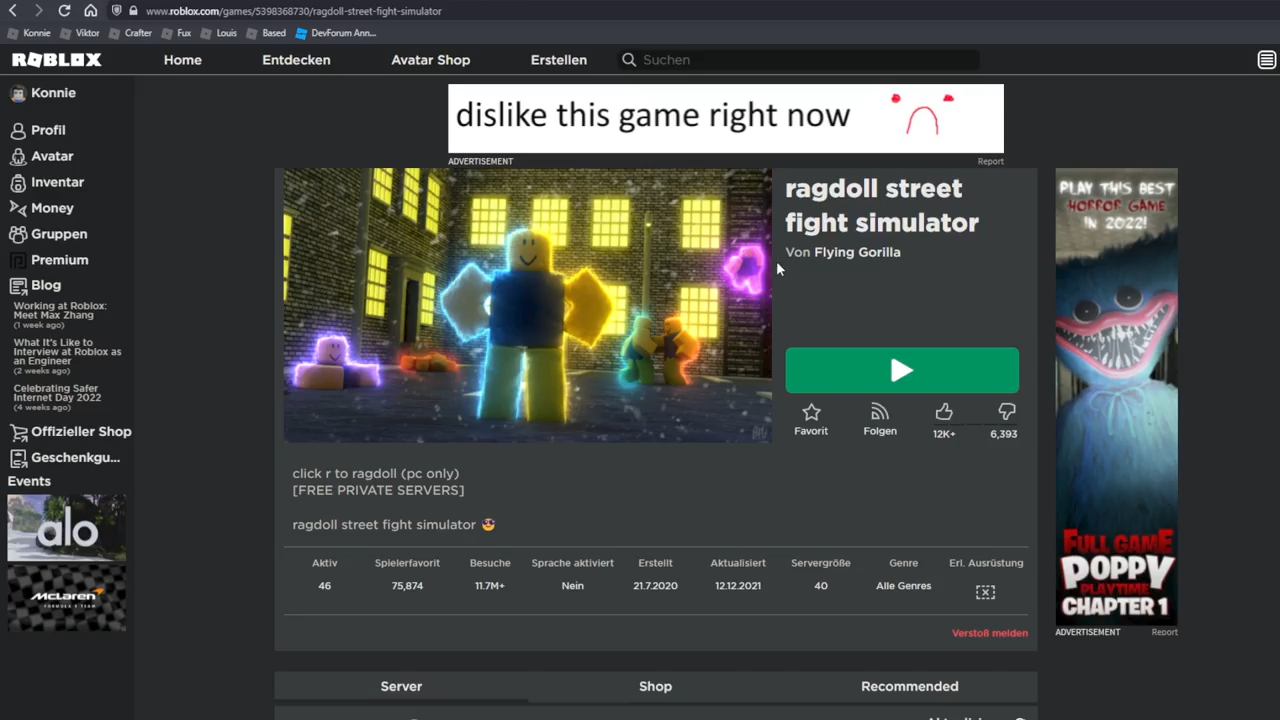 www.roblox.com/games/5398368730/ragdoll-street-fight-simulator
Konnie
Viktor
Crafter
Fux
Louis
Based
DevForum Ann...
ROBLOX
Home
Entdecken
Avatar Shop
Erstellen
Suchen
Konnie
Profil
Avatar
Inventar
Money
Gruppen
Premium
Blog
Working at Roblox:
Meet Max Zhang
(1 week ago)
What It's Like to
Interview at Roblox as
an Engineer
(2 weeks ago)
Celebrating Safer
Internet Day 2022
(4 weeks ago)
Offizieller Shop
Geschenkgu...
Events
alo
McLaren
FORMULA 1 TEAM
dislike this game right now
ADVERTISEMENT
Report
ragdoll street
fight simulator
Von Flying Gorilla
Favorit
Folgen
12K+
6,393
click r to ragdoll (pc only)
[FREE PRIVATE SERVERS]
ragdoll street fight simulator 😎
Aktiv
Spielerfavorit
Besuche
Sprache aktiviert
Erstellt
Aktualisiert
Servergröße
Genre
Erl. Ausrüstung
46
75,874
11.7M+
Nein
21.7.2020
12.12.2021
40
Alle Genres
Verstoß melden
Server
Shop
Recommended
PLAY THIS BEST
HORROR GAME
IN 2022!
FULL GAME
POPPY
PLAYTIME
CHAPTER 1
ADVERTISEMENT
Report